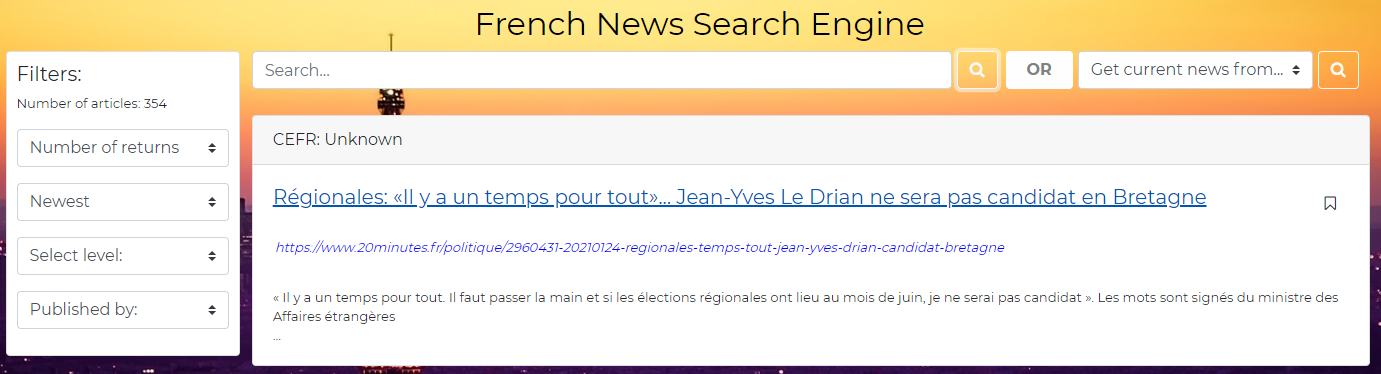 French News Search Engine
Filters:
Number of articles: 354
Number of returns
Newest
Select level:
Published by:
Search...
OR
Get current news from...
CEFR: Unknown
Régionales: «Il y a un temps pour tout»... Jean-Yves Le Drian ne sera pas candidat en Bretagne
https://www.20minutes.fr/politique/2960431-20210124-regionales-temps-tout-jean-yves-drian-candidat-bretagne
« Il y a un temps pour tout. Il faut passer la main et si les élections régionales ont lieu au mois de juin, je ne serai pas candidat ». Les mots sont signés du ministre des
Affaires étrangères
...